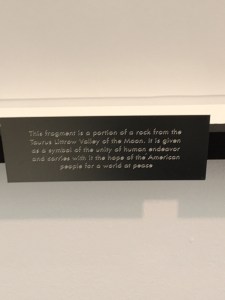 This fragment is a portion of a rock from the
Taurus Littrow Valley of the Moon. It is given
as a symbol of the unity of human endeavor
and carries with it the hope of the American
people for a world at peace